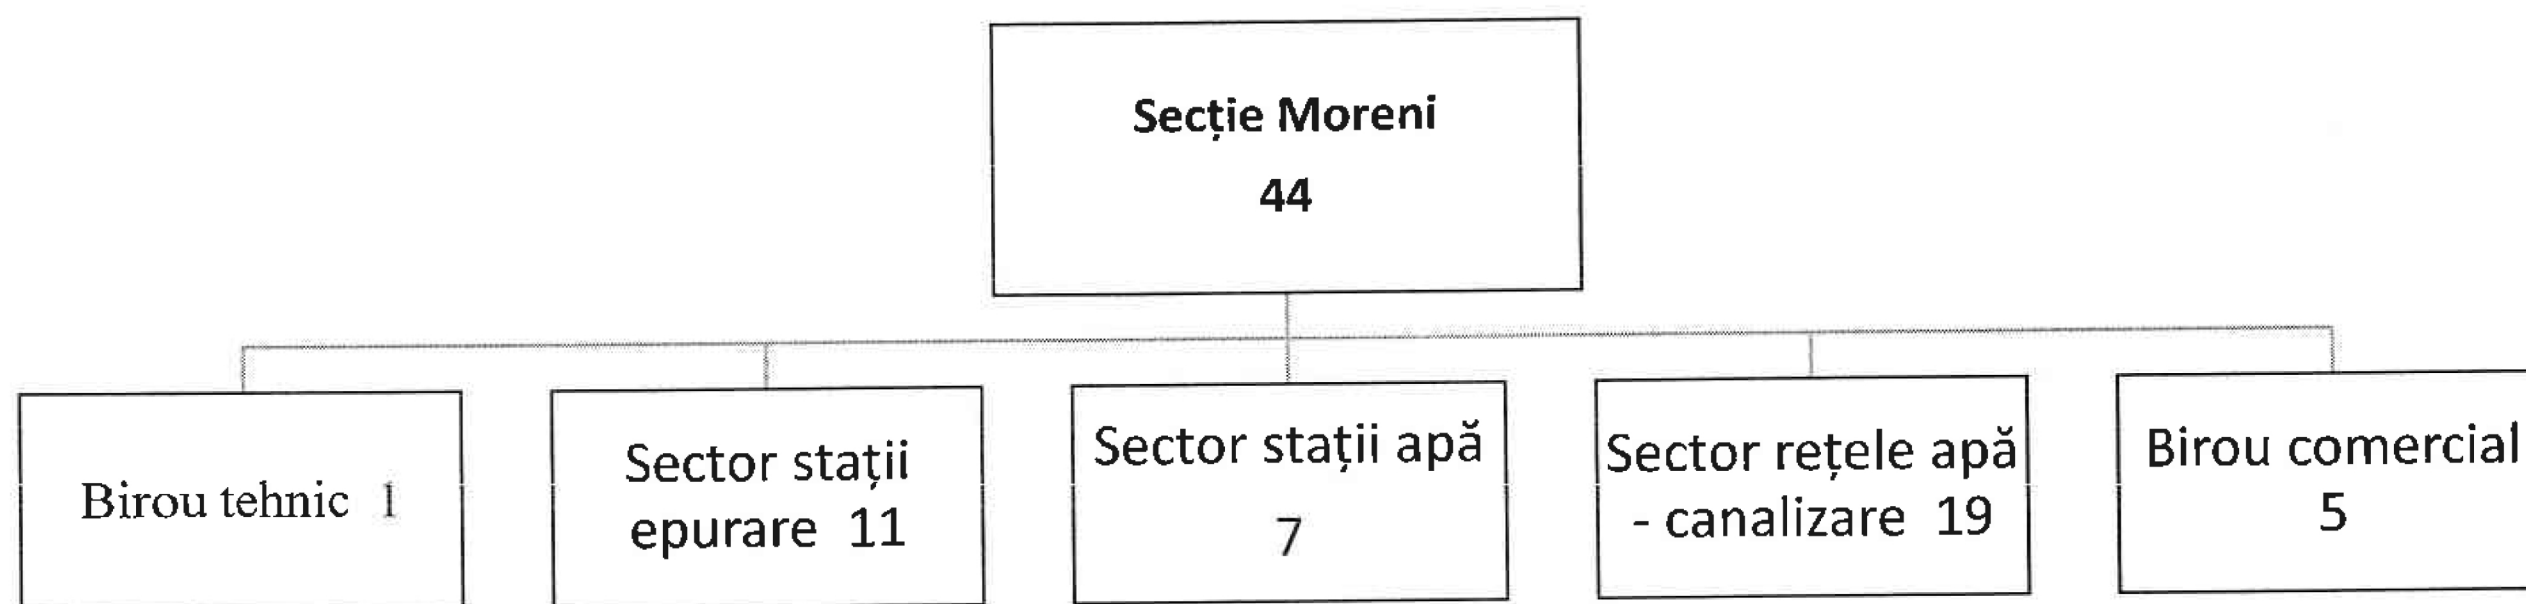 Secție Moreni
44
Birou tehnic 1
Sector stații
epurare 11
Sector stații apă
7
Sector rețele apă
- canalizare 19
Birou comercial
5